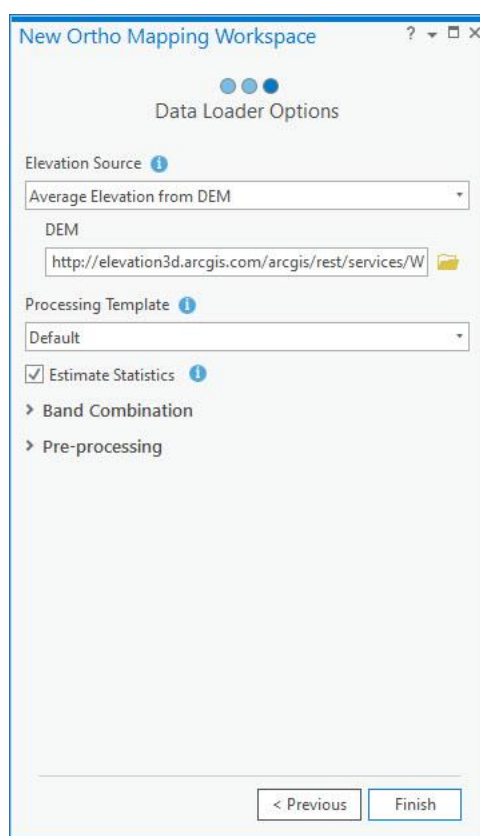 New Ortho Mapping Workspace
Data Loader Options
Elevation Source
Average Elevation from DEM
DEM
http://elevation3d.arcgis.com/arcgis/rest/services/W
Processing Template
Default
Estimate Statistics
> Band Combination
> Pre-processing
< Previous Finish